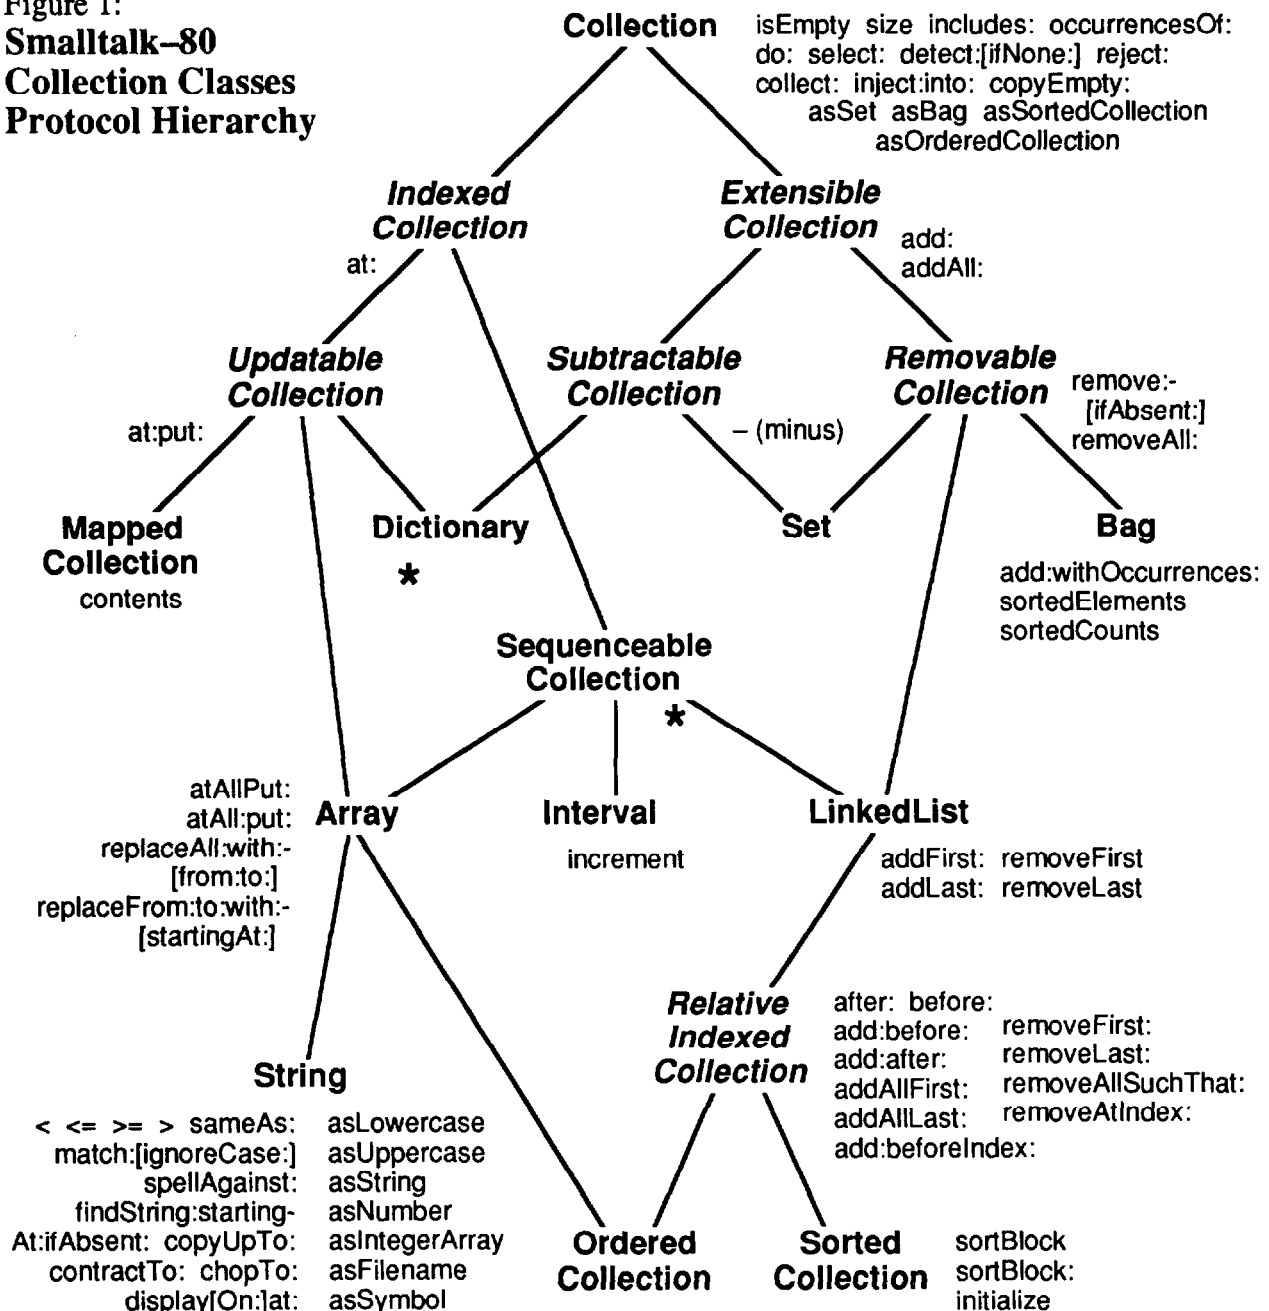 Figure 1:
Smalltalk–80
Collection Classes
Protocol Hierarchy
Collection
isEmpty size includes: occurrencesOf:
do: select: detect:[ifNone:] reject:
collect: inject:into: copyEmpty:
asSet asBag asSortedCollection
asOrderedCollection
Indexed
Collection
at:
Extensible
Collection
add:
addAll:
Updatable
Collection
at:put:
Subtractable
Collection
– (minus)
Removable
Collection
remove:-
[ifAbsent:]
removeAll:
Mapped
Collection
contents
Dictionary
*
Set
Bag
add:withOccurrences:
sortedElements
sortedCounts
Sequenceable
Collection
*
atAllPut:
atAll:put:
replaceAll:with:-
[from:to:]
replaceFrom:to:with:-
[startingAt:]
Array
Interval
increment
LinkedList
addFirst: removeFirst
addLast: removeLast
Relative
Indexed
Collection
after: before:
add:before: removeFirst:
add:after: removeLast:
addAllFirst: removeAllSuchThat:
addAllLast: removeAtIndex:
add:beforeIndex:
String
< <= >= > sameAs: asLowercase
match:[ignoreCase:] asUppercase
spellAgainst: asString
findString:starting- asNumber
At:ifAbsent: copyUpTo: asIntegerArray
contractTo: chopTo: asFilename
display[On:]at: asSymbol
Ordered
Collection
Sorted
Collection
sortBlock
sortBlock:
initialize